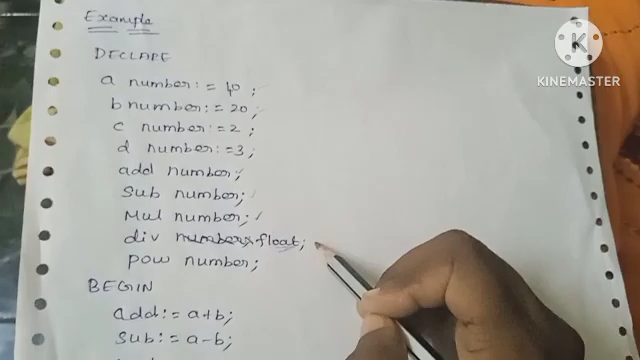 Example
DECLARE
a number := 40 ;
b number := 20 ;
c number := 2 ;
d number := 3 ;
add number;
Sub number;
Mul number;
div number float;
pow number;
BEGIN
add := a+b;
Sub := a-b;
K
KINEMASTER